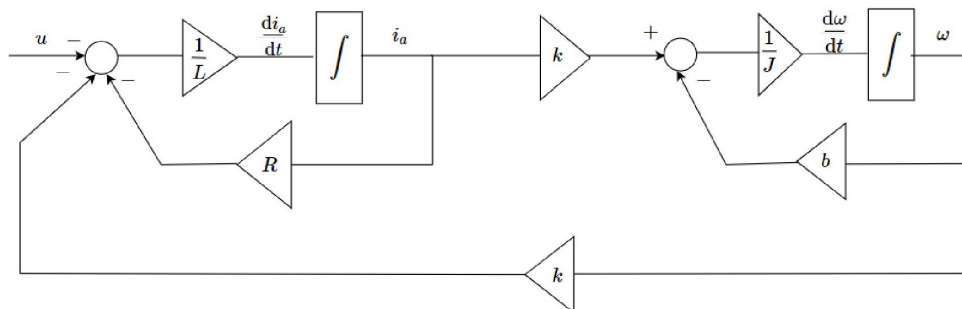 u − − − 1/L di_a/dt ∫ i_a k + − 1/J dω/dt ∫ ω
R b
k